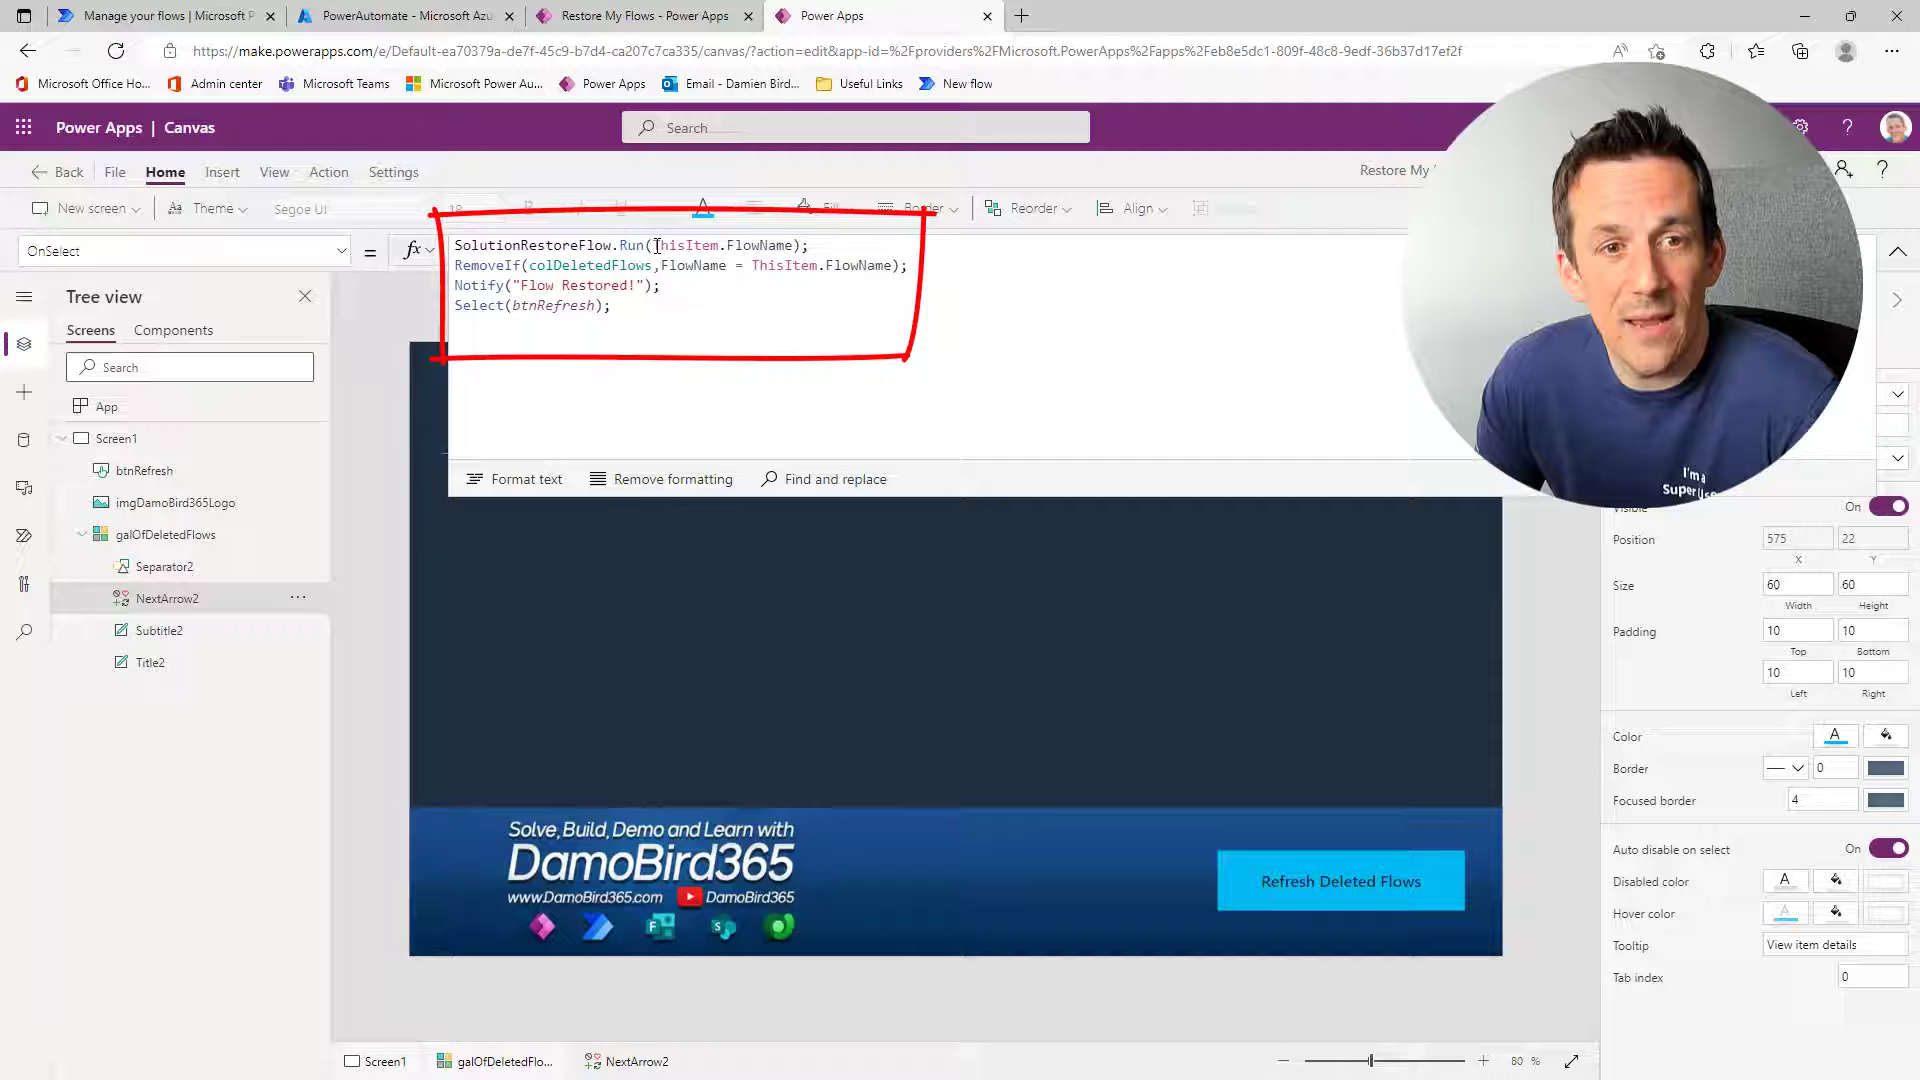 Manage your flows | Microsoft P
PowerAutomate - Microsoft Azu
Restore My Flows - Power Apps
Power Apps
https://make.powerapps.com/e/Default-ea70379a-de7f-45c9-b7d4-ca207c7ca335/canvas/?action=edit&app-id=%2Fproviders%2FMicrosoft.PowerApps%2Fapps%2Feb8e5dc1-809f-48c8-9edf-36b37d17ef2f
Microsoft Office Ho...
Admin center
Microsoft Teams
Microsoft Power Au...
Power Apps
Email - Damien Bird...
Useful Links
New flow
Power Apps | Canvas
Search
Back
File
Home
Insert
View
Action
Settings
Restore My
New screen
Theme
Segoe UI
18
Fill
Border
Reorder
Align
OnSelect
=
fx
SolutionRestoreFlow.Run(ThisItem.FlowName);
RemoveIf(colDeletedFlows,FlowName = ThisItem.FlowName);
Notify("Flow Restored!");
Select(btnRefresh);
Format text
Remove formatting
Find and replace
Tree view
Screens
Components
Search
App
Screen1
btnRefresh
imgDamoBird365Logo
galOfDeletedFlows
Separator2
NextArrow2
Subtitle2
Title2
I'm a
Super Use
Solve, Build, Demo and Learn with
DamoBird365
www.DamoBird365.com
DamoBird365
Refresh Deleted Flows
Visible
On
Position
575
22
X
Y
Size
60
60
Width
Height
Padding
10
10
Top
Bottom
10
10
Left
Right
Color
Border
0
Focused border
4
Auto disable on select
On
Disabled color
Hover color
Tooltip
View item details
Tab index
0
Screen1
galOfDeletedFlo...
NextArrow2
80 %